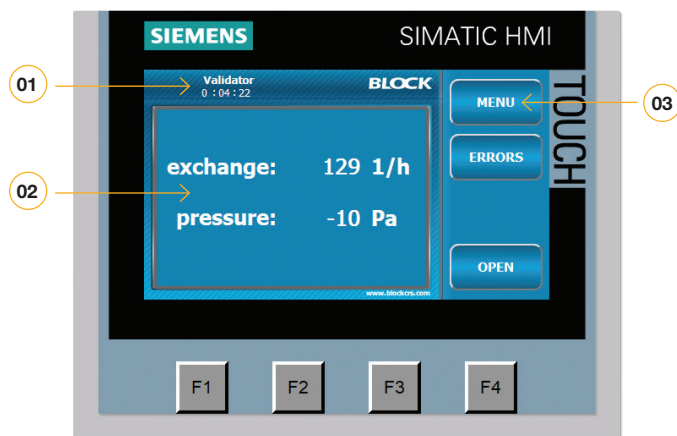 SIEMENS
SIMATIC HMI
01
Validator
0 : 04 : 22
BLOCK
MENU
03
TOUCH
ERRORS
02
exchange: 129 1/h
pressure: -10 Pa
OPEN
www.blockcrs.com
F1 F2 F3 F4